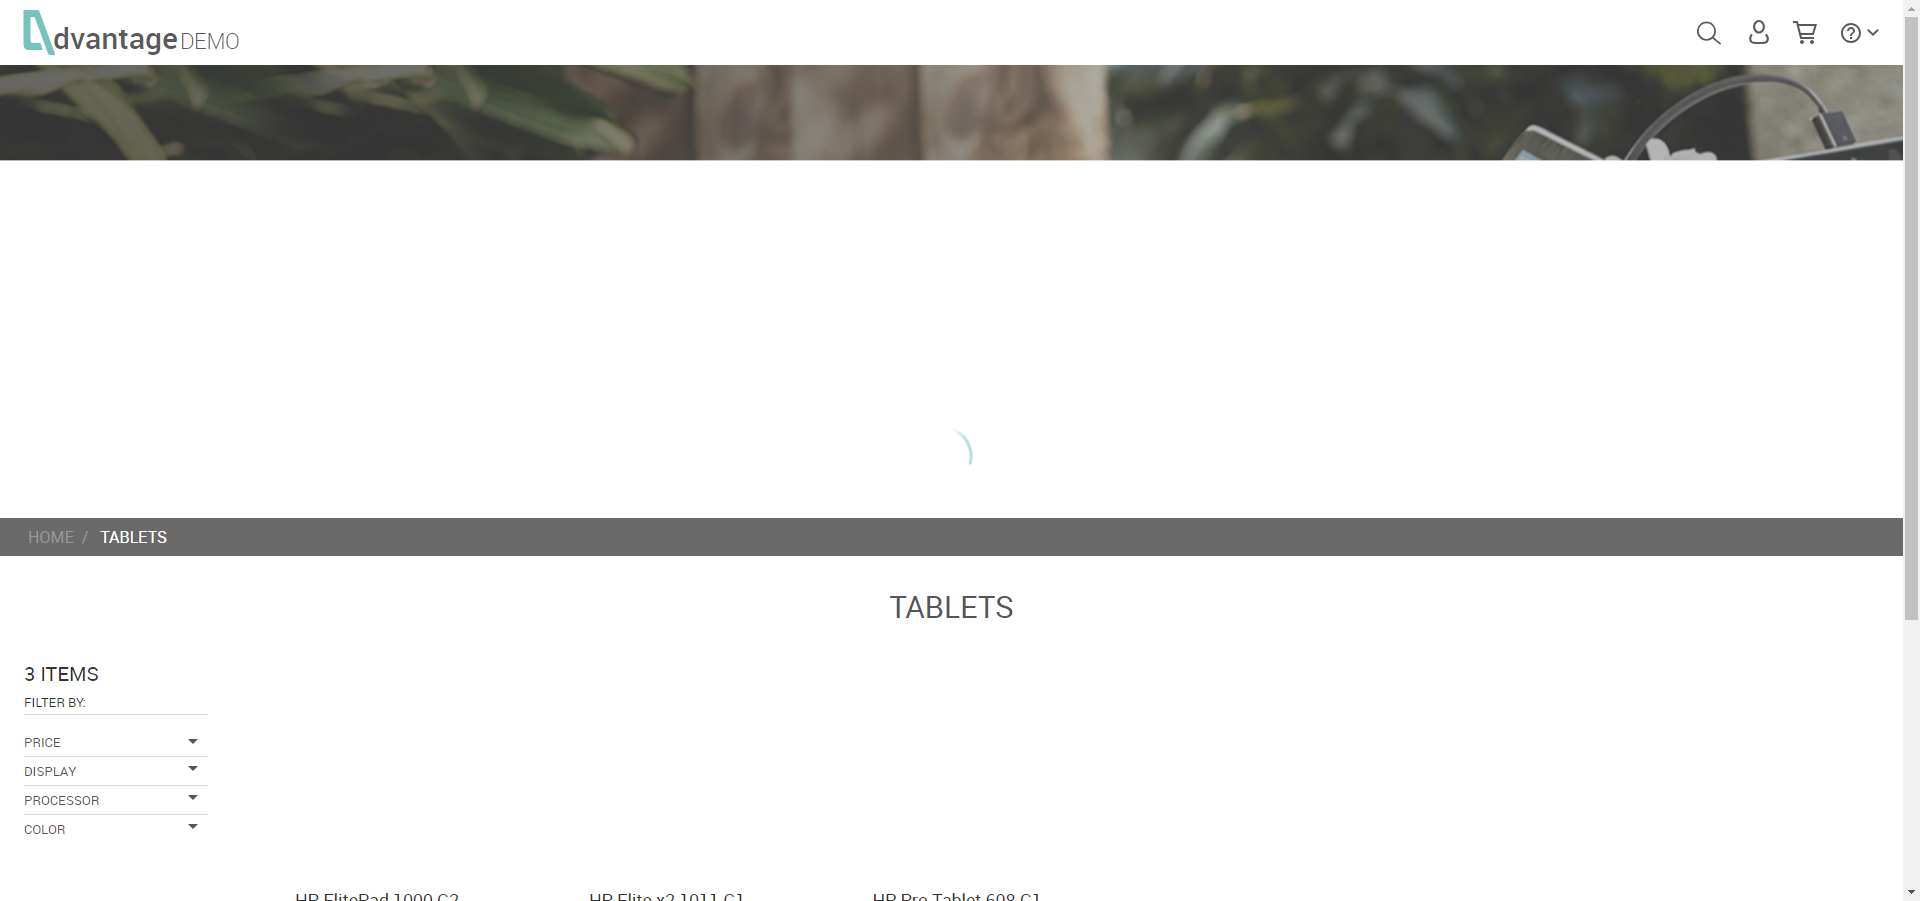 dvantage DEMO
HOME / TABLETS
TABLETS
3 ITEMS
FILTER BY:
PRICE
DISPLAY
PROCESSOR
COLOR
HP ElitePad 1000 G2
HP Elite x2 1011 G1
HP Pro Tablet 608 G1